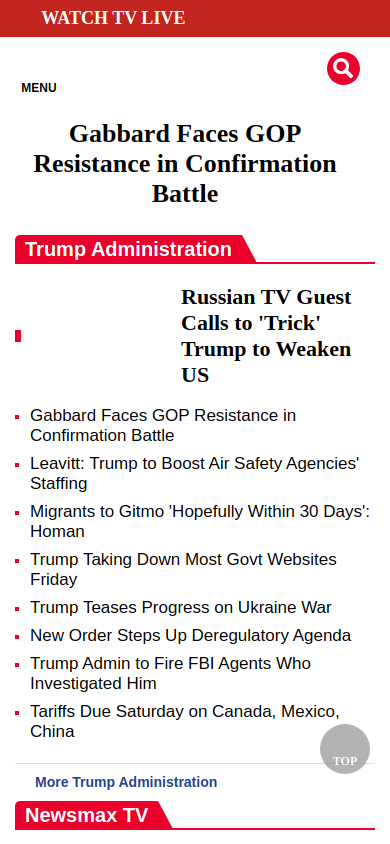 WATCH TV LIVE
MENU
Gabbard Faces GOP
Resistance in Confirmation
Battle
Trump Administration
Russian TV Guest
Calls to 'Trick'
Trump to Weaken
US
Gabbard Faces GOP Resistance in
Confirmation Battle
Leavitt: Trump to Boost Air Safety Agencies'
Staffing
Migrants to Gitmo 'Hopefully Within 30 Days':
Homan
Trump Taking Down Most Govt Websites
Friday
Trump Teases Progress on Ukraine War
New Order Steps Up Deregulatory Agenda
Trump Admin to Fire FBI Agents Who
Investigated Him
Tariffs Due Saturday on Canada, Mexico,
China
TOP
More Trump Administration
Newsmax TV